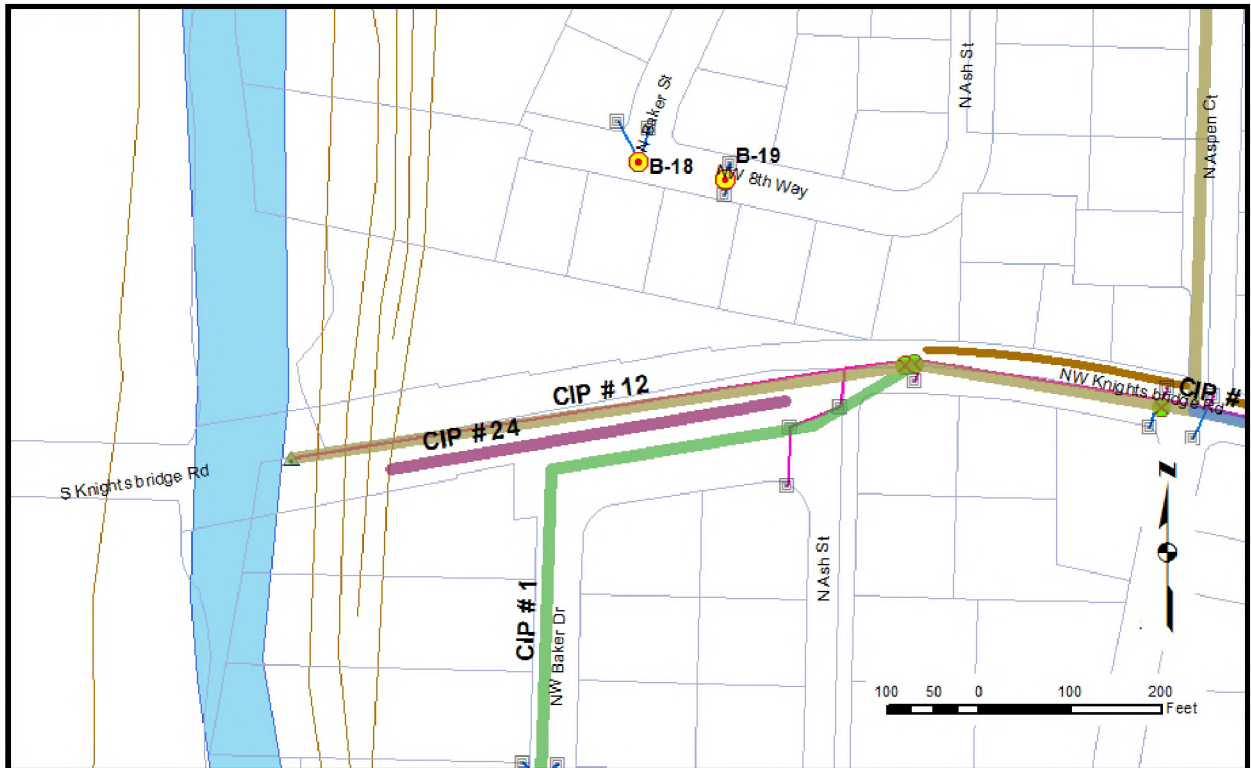 N Ash St
N Baker St
N Aspen Ct
B-19
B-18
NW 8th Way
CIP # 12
NW Knightsbridge Rd
CIP #
CIP #24
S Knightsbridge Rd
N
N Ash St
CIP # 1
NW Baker Dr
100 50 0 100 200
Feet